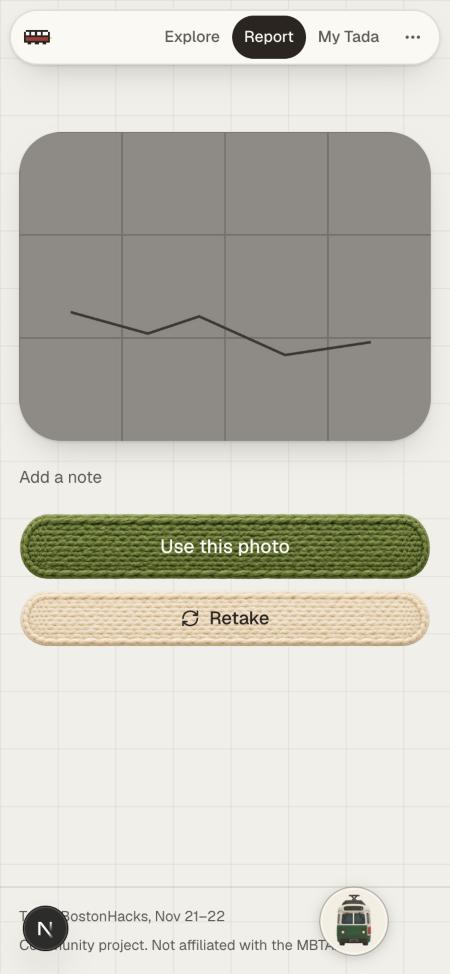 Explore
Report
My Tada
Add a note
Use this photo
Retake
BostonHacks, Nov 21–22
project. Not affiliated with the MBTA.
N